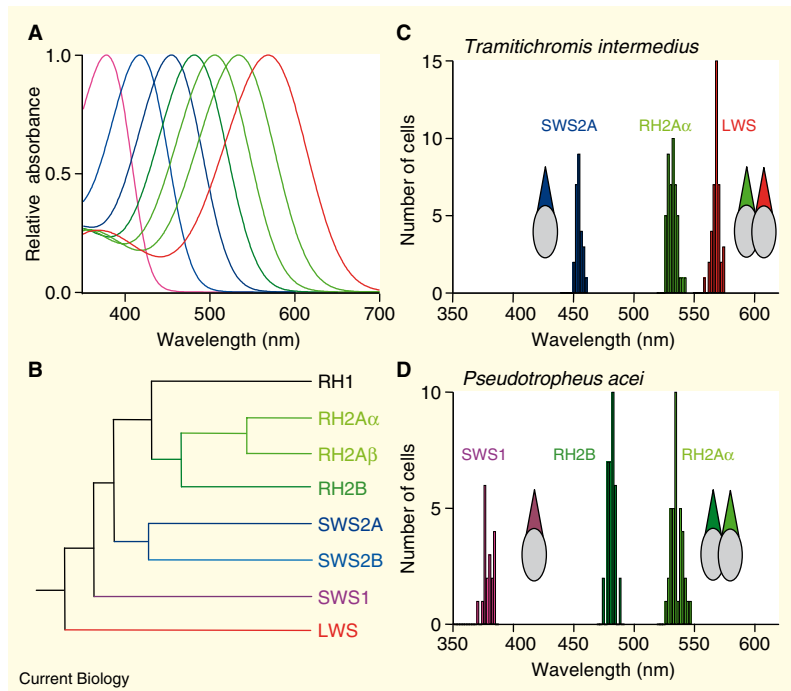 A
1.0
0.5
0.0
Relative absorbance
400
500
600
700
Wavelength (nm)
B
RH1
RH2Aα
RH2Aβ
RH2B
SWS2A
SWS2B
SWS1
LWS
C
Tramitichromis intermedius
15
10
5
0
Number of cells
SWS2A
RH2Aα
LWS
350
400
450
500
550
600
Wavelength (nm)
D
Pseudotropheus acei
10
5
0
Number of cells
SWS1
RH2B
RH2Aα
350
400
450
500
550
600
Wavelength (nm)
Current Biology